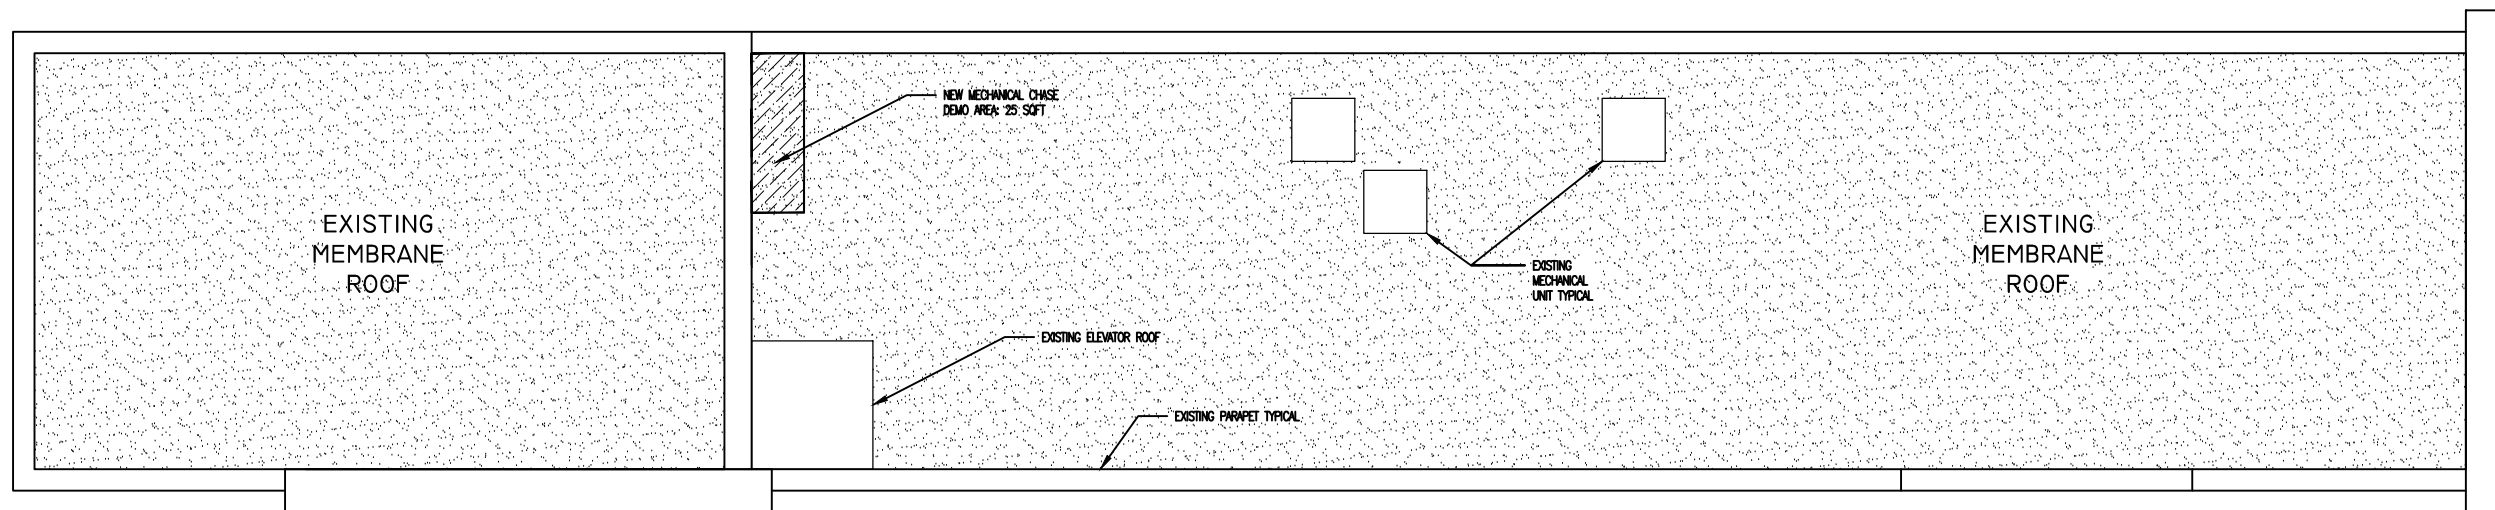 NEW MECHANICAL CHASE
DEMO AREA: 25 SQFT
EXISTING
MEMBRANE
ROOF
EXISTING
MECHANICAL
UNIT TYPICAL
EXISTING
MEMBRANE
ROOF
EXISTING ELEVATOR ROOF
EXISTING PARAPET TYPICAL